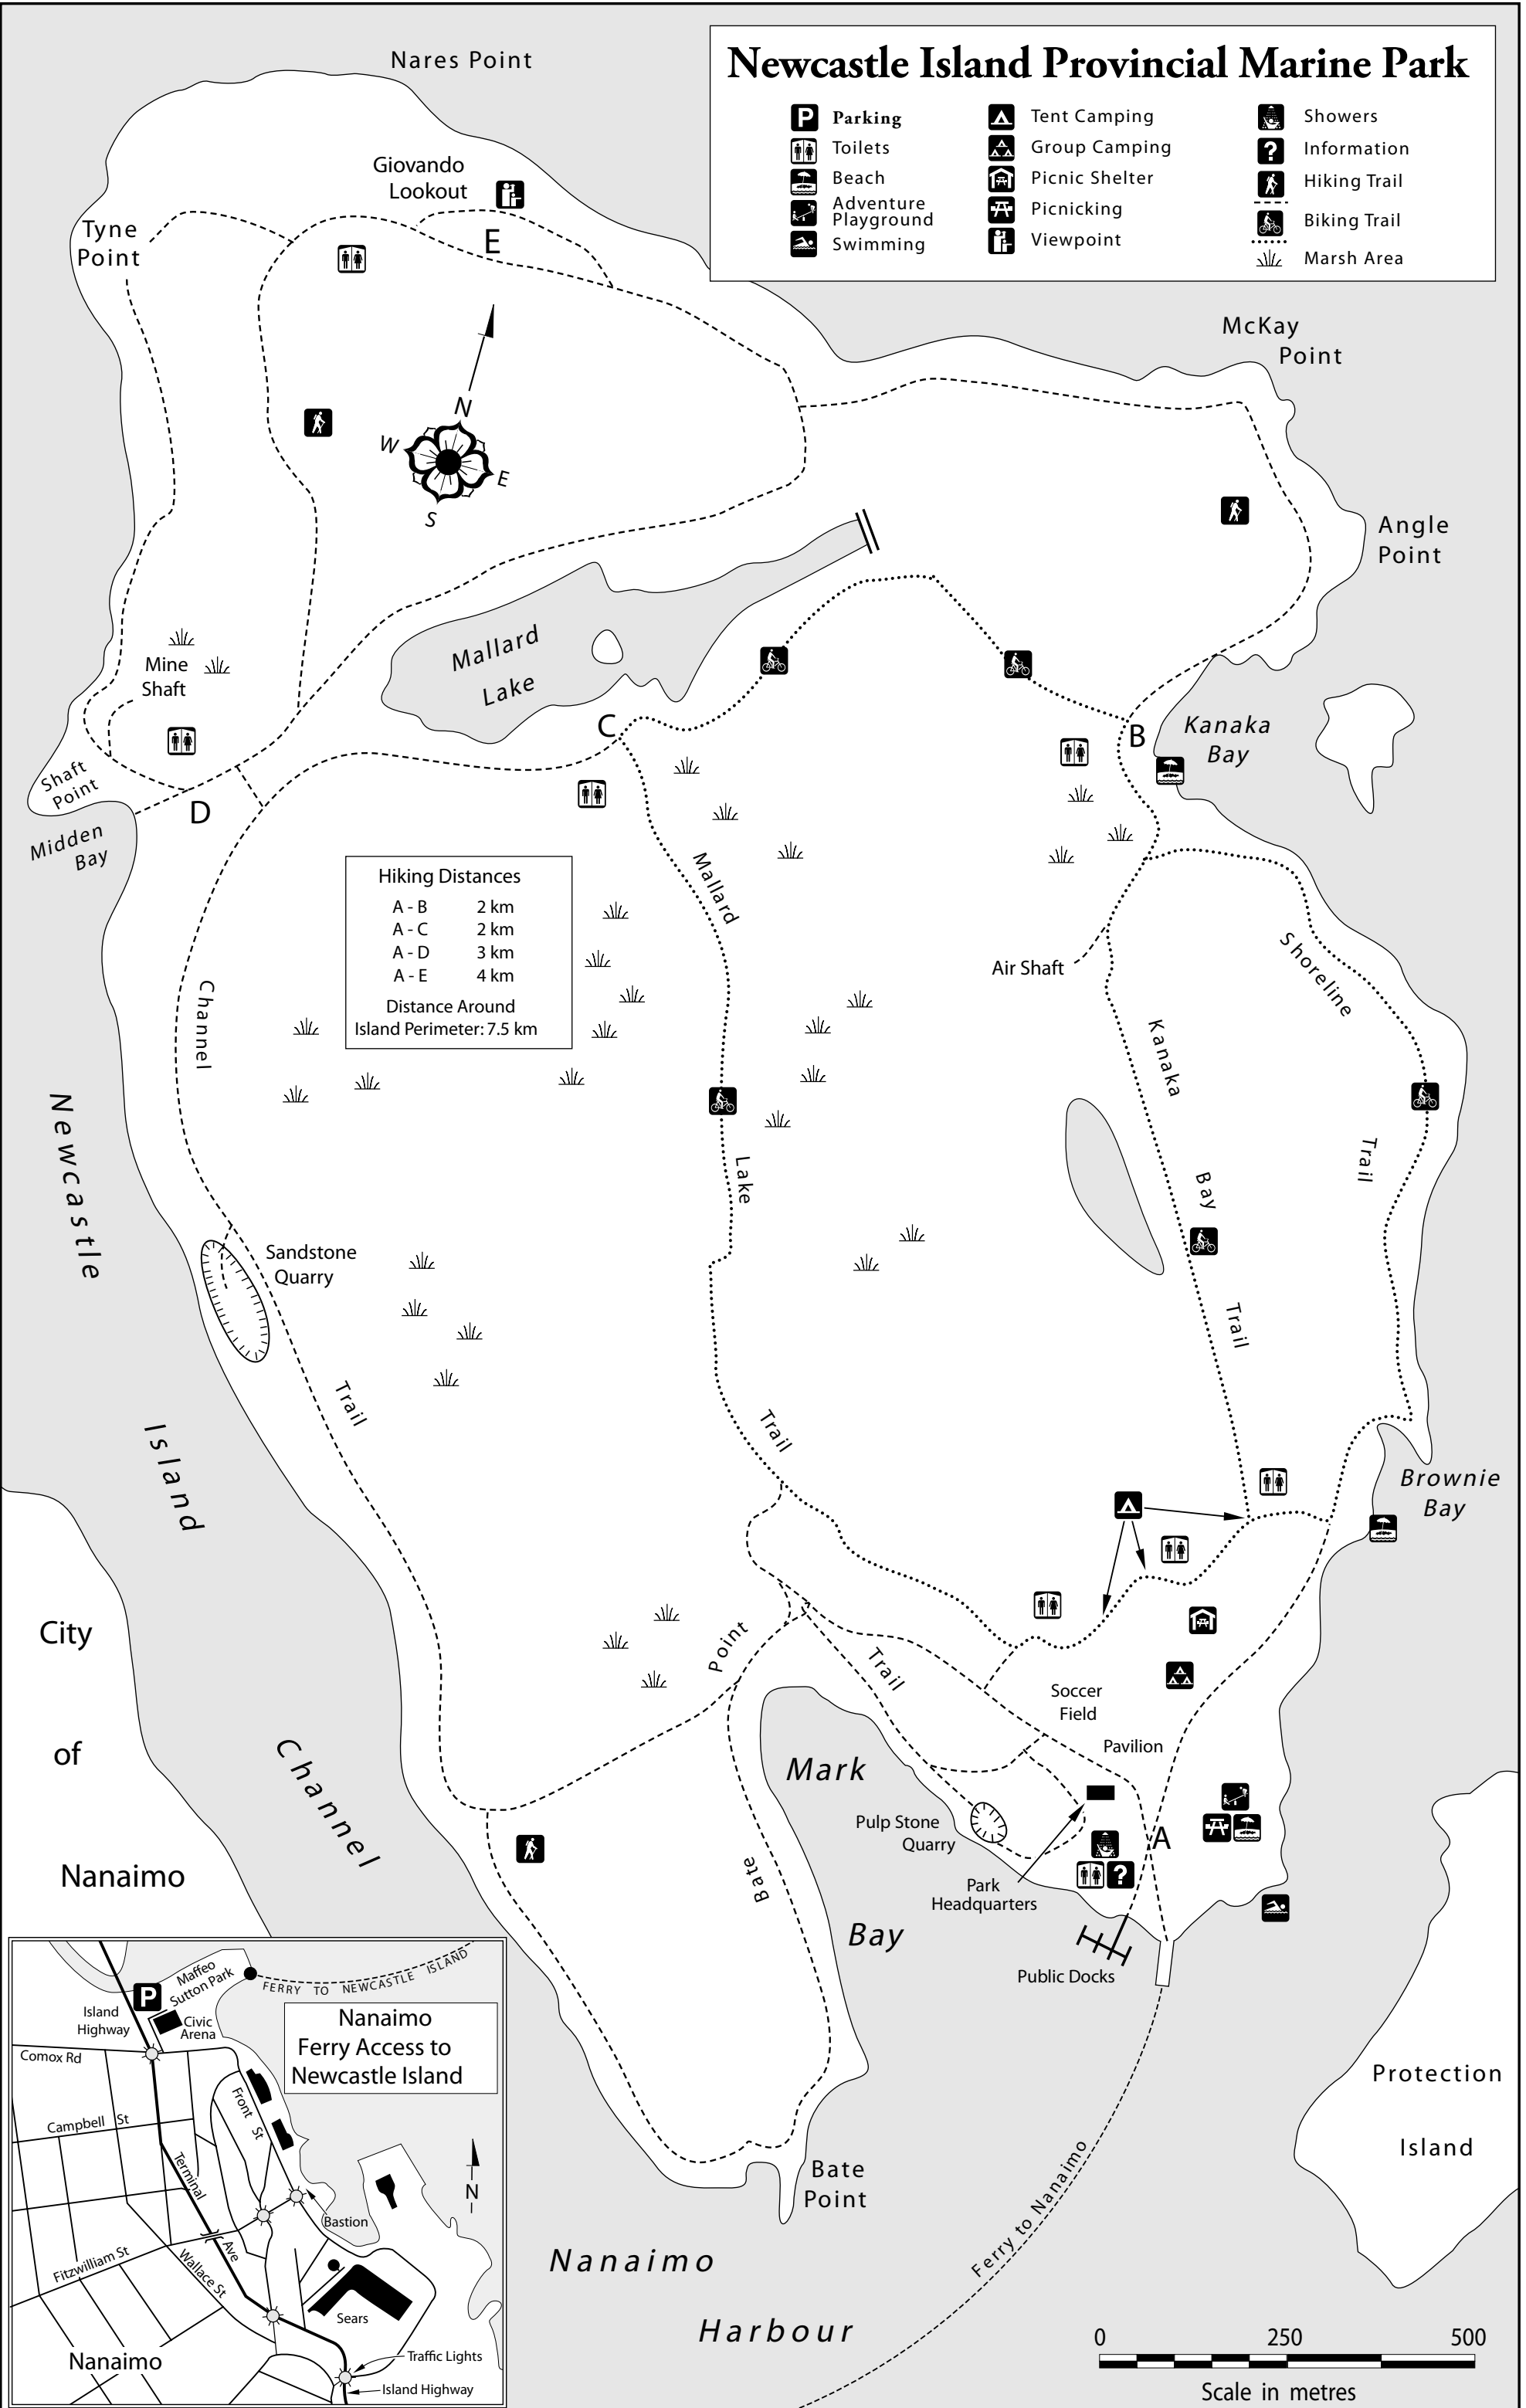 Newcastle Island Provincial Marine Park
P Parking
Toilets
Beach
Adventure
Playground
Swimming
Tent Camping
Group Camping
Picnic Shelter
Picnicking
Viewpoint
Showers
? Information
Hiking Trail
Biking Trail
Marsh Area
Nares Point
Giovando
Lookout
E
Tyne
Point
N
W
E
S
McKay
Point
Angle
Point
Mine
Shaft
Mallard
Lake
C
B
Kanaka
Bay
Shaft
Point
D
Midden
Bay
Hiking Distances
A - B 2 km
A - C 2 km
A - D 3 km
A - E 4 km
Distance Around
Island Perimeter: 7.5 km
Mallard
Lake
Trail
Air Shaft
Shoreline
Trail
Kanaka
Bay
Trail
Channel
Trail
Sandstone
Quarry
Newcastle
Island
Channel
Brownie
Bay
City
of
Nanaimo
Point
Trail
Bate
Soccer
Field
Pavilion
Mark
Bay
Pulp Stone
Quarry
Park
Headquarters
?
A
Public Docks
Bate
Point
Protection
Island
Ferry to Nanaimo
Nanaimo
Harbour
0 250 500
Scale in metres
Nanaimo
Ferry Access to
Newcastle Island
FERRY TO NEWCASTLE ISLAND
Maffeo
Sutton Park
P
Island
Highway
Civic
Arena
Comox Rd
Front St
Campbell St
Terminal
Ave
N
Bastion
Fitzwilliam St
Wallace St
Sears
Nanaimo
Traffic Lights
Island Highway